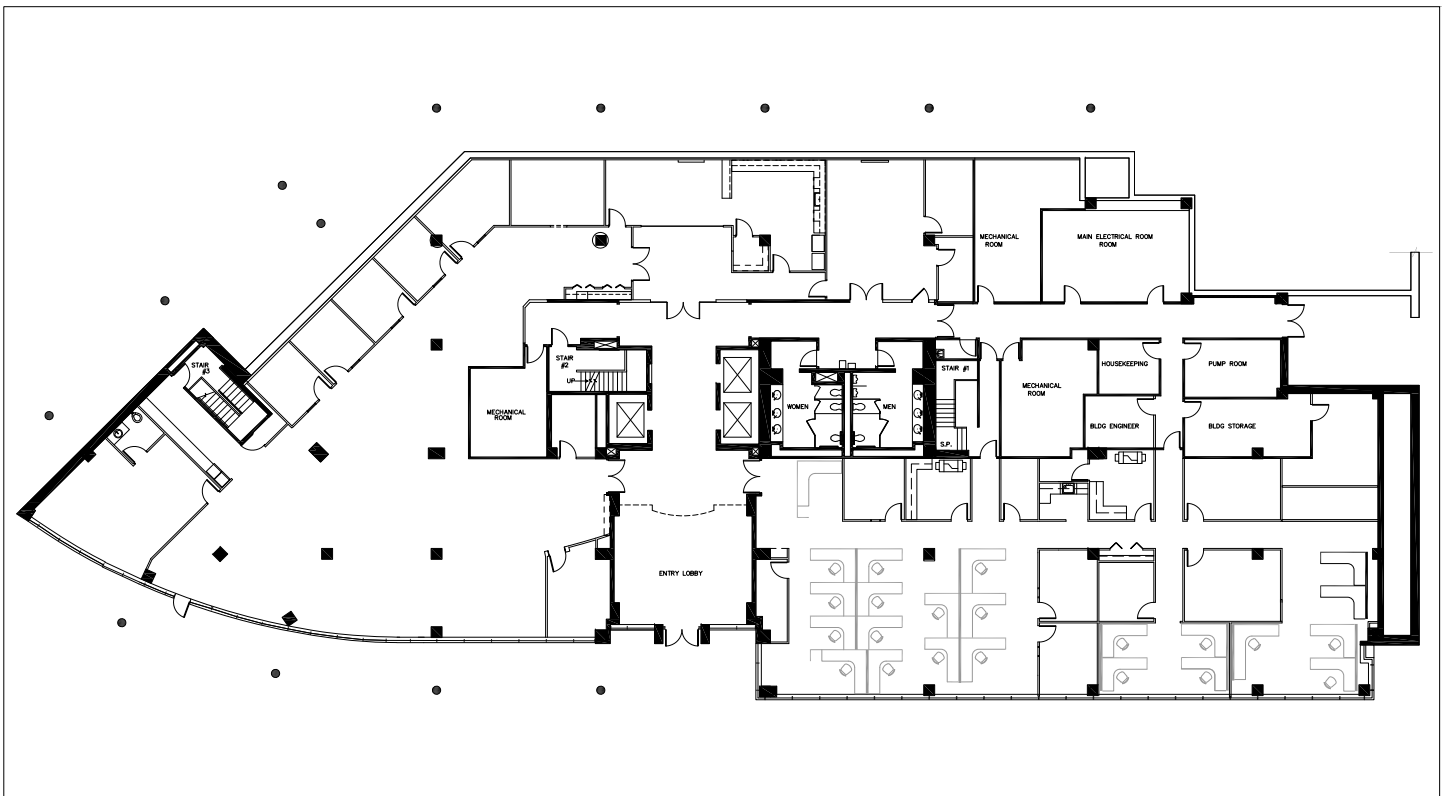 MECHANICAL
ROOM
MAIN ELECTRICAL ROOM
ROOM
STAIR
#3
STAIR
#2
UP
MECHANICAL
ROOM
WOMEN
MEN
STAIR #1
S.P.
MECHANICAL
ROOM
HOUSEKEEPING
PUMP ROOM
BLDG ENGINEER
BLDG STORAGE
ENTRY LOBBY